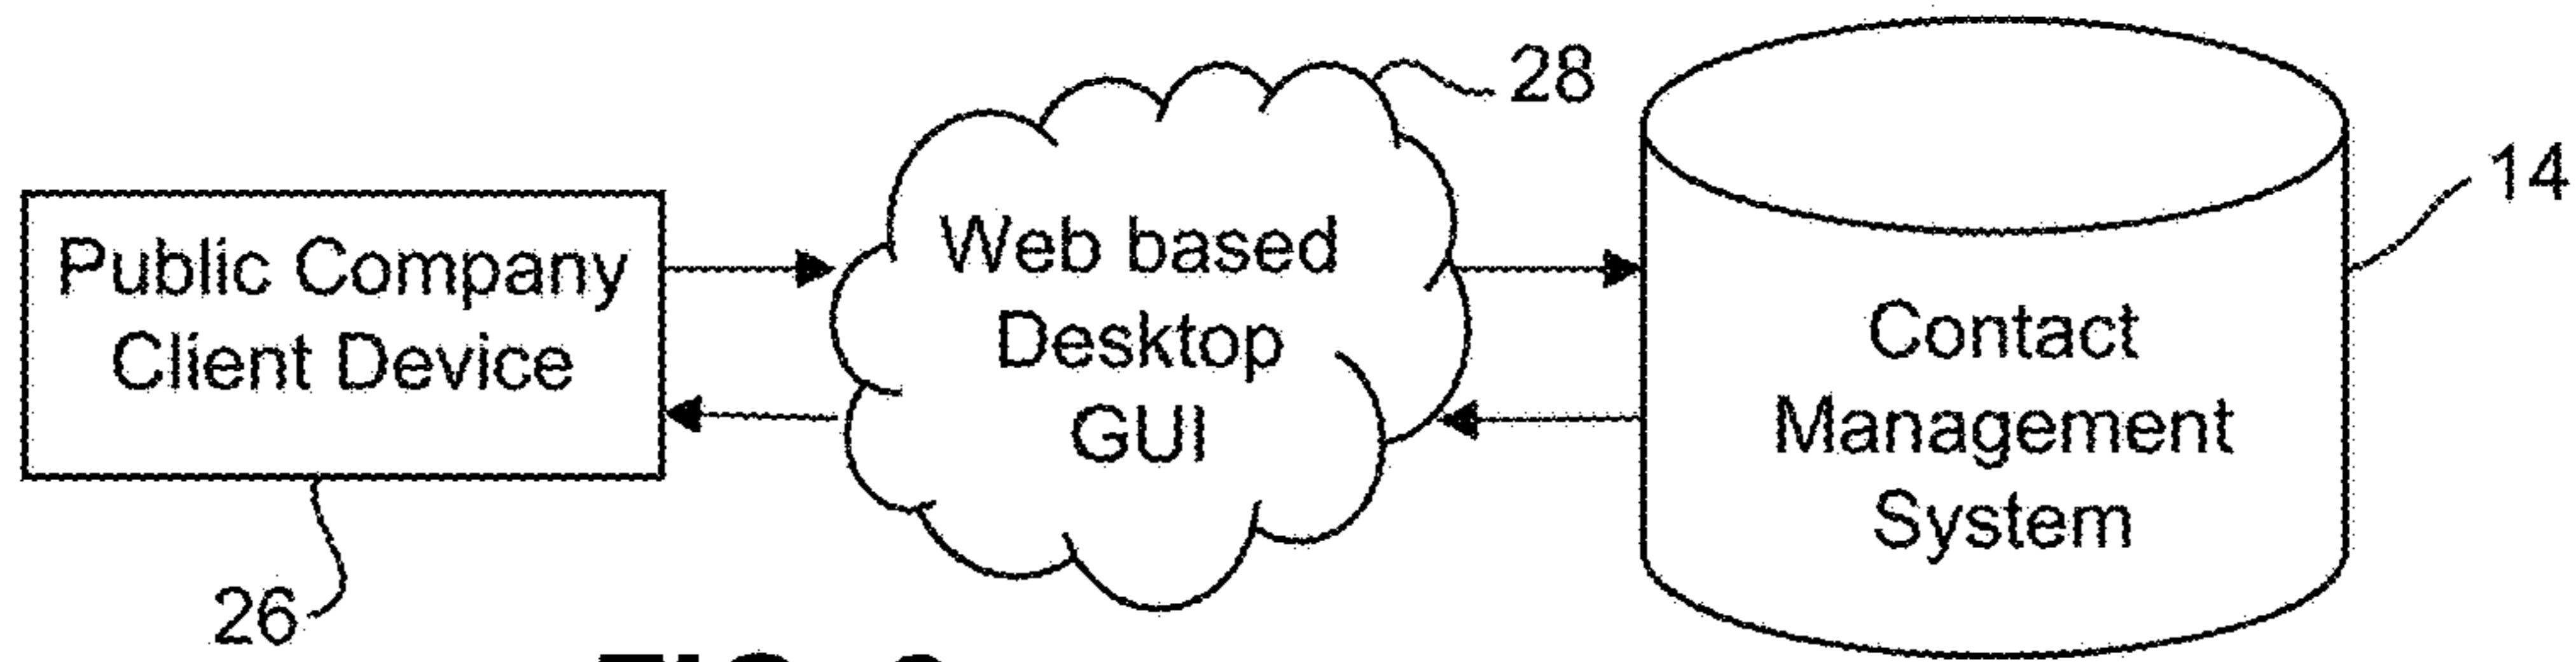 28
14
Public Company
Client Device
Web based
Desktop
GUI
Contact
Management
System
26